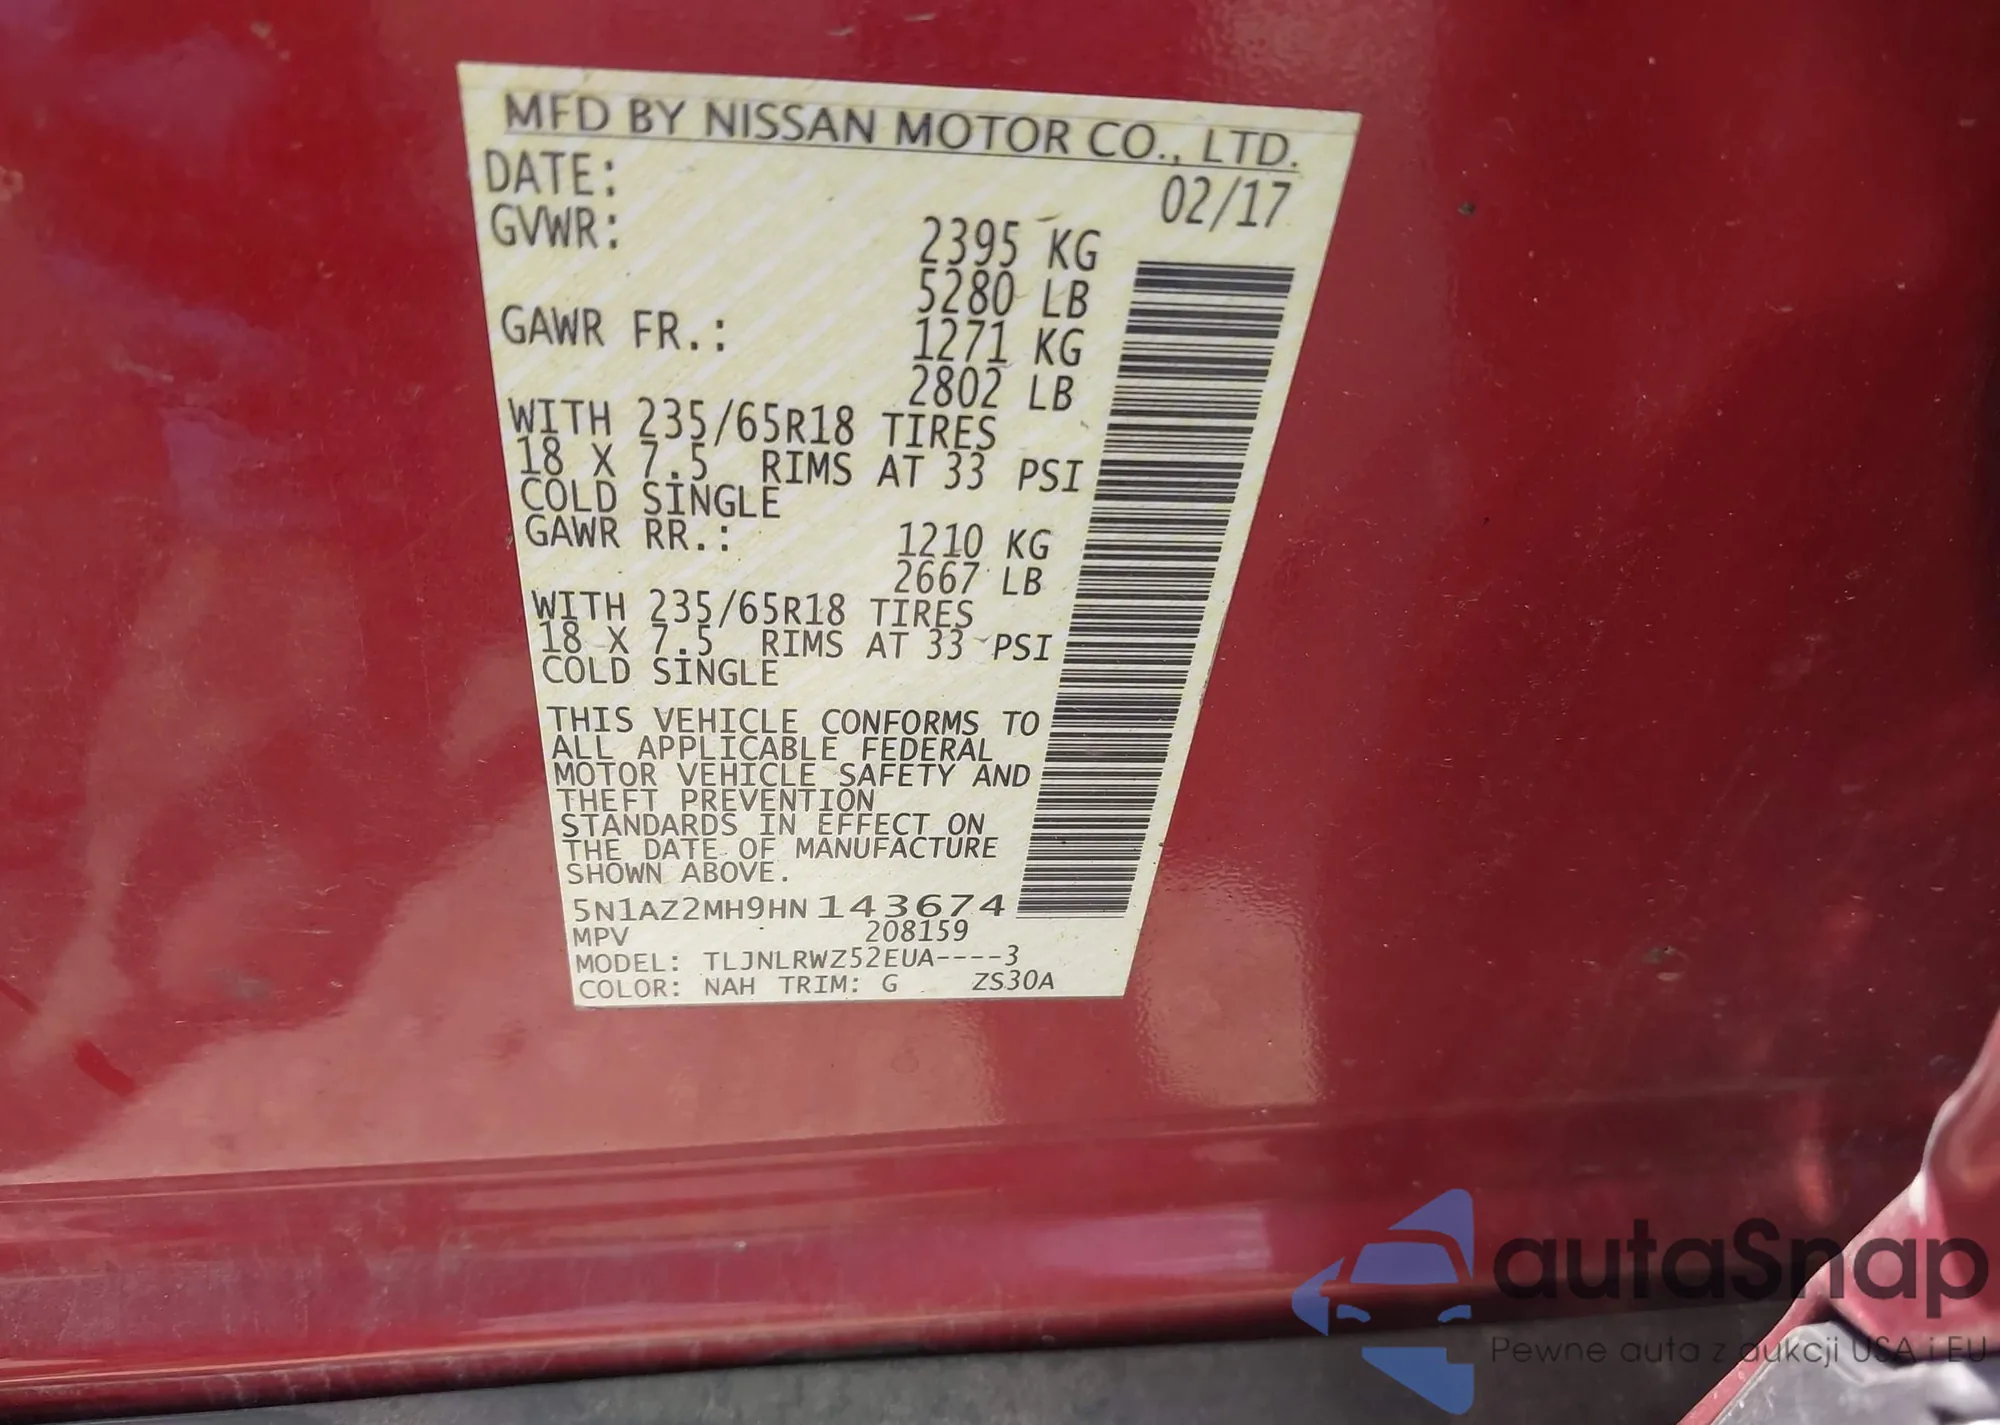 MFD BY NISSAN MOTOR CO., LTD.
DATE: 02/17
GVWR: 2395 KG
5280 LB
GAWR FR.: 1271 KG
2802 LB
WITH 235/65R18 TIRES
18 X 7.5 RIMS AT 33 PSI
COLD SINGLE
GAWR RR.: 1210 KG
2667 LB
WITH 235/65R18 TIRES
18 X 7.5 RIMS AT 33 PSI
COLD SINGLE
THIS VEHICLE CONFORMS TO
ALL APPLICABLE FEDERAL
MOTOR VEHICLE SAFETY AND
THEFT PREVENTION
STANDARDS IN EFFECT ON
THE DATE OF MANUFACTURE
SHOWN ABOVE.
5N1AZ2MH9HN143674
MPV 208159
MODEL: TLJNLRWZ52EUA----3
COLOR: NAH TRIM: G ZS30A
autaSnap
Pewne auta z aukcji USA i EU